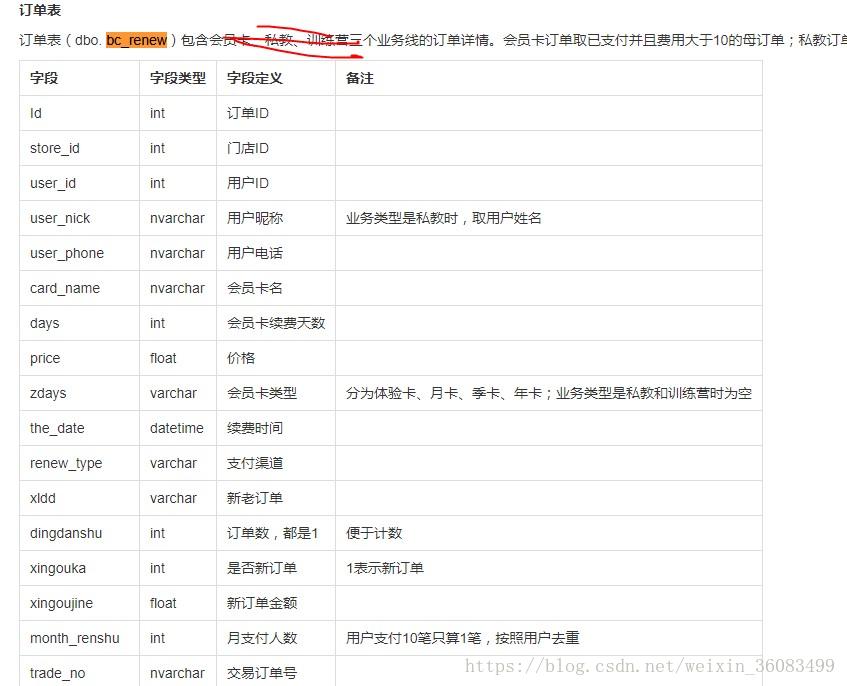 订单表
订单表（dbo. bc_renew）包含会员卡、私教、训练营三个业务线的订单详情。会员卡订单取已支付并且费用大于10的母订单；私教订单
字段 字段类型 字段定义 备注
Id int 订单ID
store_id int 门店ID
user_id int 用户ID
user_nick nvarchar 用户昵称 业务类型是私教时，取用户姓名
user_phone nvarchar 用户电话
card_name nvarchar 会员卡名
days int 会员卡续费天数
price float 价格
zdays varchar 会员卡类型 分为体验卡、月卡、季卡、年卡；业务类型是私教和训练营时为空
the_date datetime 续费时间
renew_type varchar 支付渠道
xldd varchar 新老订单
dingdanshu int 订单数，都是1 便于计数
xingouka int 是否新订单 1表示新订单
xingoujine float 新订单金额
month_renshu int 月支付人数 用户支付10笔只算1笔，按照用户去重
trade_no nvarchar 交易订单号
https://blog.csdn.net/weixin_36083499